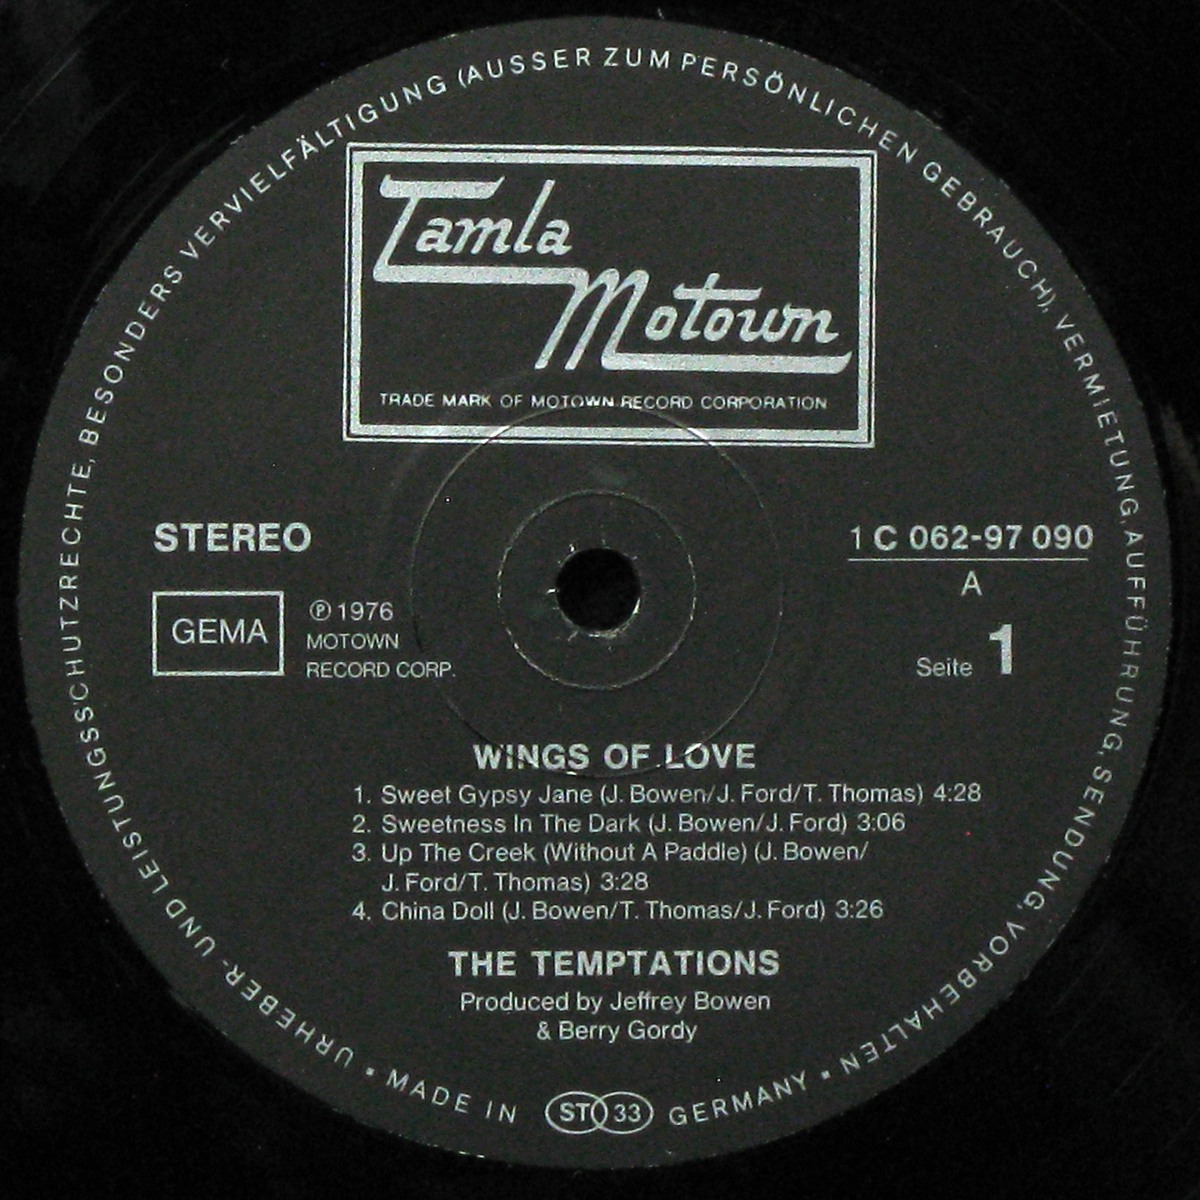 URHEBER- UND LEISTUNGSSCHUTZRECHTE, BESONDERS VERVIELFÄLTIGUNG (AUSSER ZUM PERSÖNLICHEN GEBRAUCH), VERMIETUNG, AUFFÜHRUNG, SENDUNG, VORBEHALTEN ▪
Tamla
Motown
TRADE MARK OF MOTOWN RECORD CORPORATION
STEREO
1 C 062-97 090
A
GEMA
℗ 1976
MOTOWN
RECORD CORP.
Seite 1
WINGS OF LOVE
1. Sweet Gypsy Jane (J. Bowen/J. Ford/T. Thomas) 4:28
2. Sweetness In The Dark (J. Bowen/J. Ford) 3:06
3. Up The Creek (Without A Paddle) (J. Bowen/
J. Ford/T. Thomas) 3:28
4. China Doll (J. Bowen/T. Thomas/J. Ford) 3:26
THE TEMPTATIONS
Produced by Jeffrey Bowen
& Berry Gordy
▪ MADE IN ST 33 GERMANY